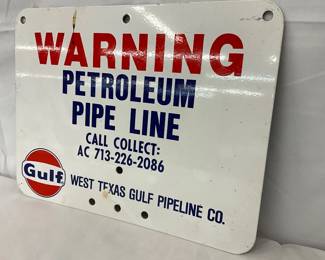 WARNING
PETROLEUM
PIPE LINE
CALL COLLECT:
AC 713-226-2086
Gulf
WEST TEXAS GULF PIPELINE CO.